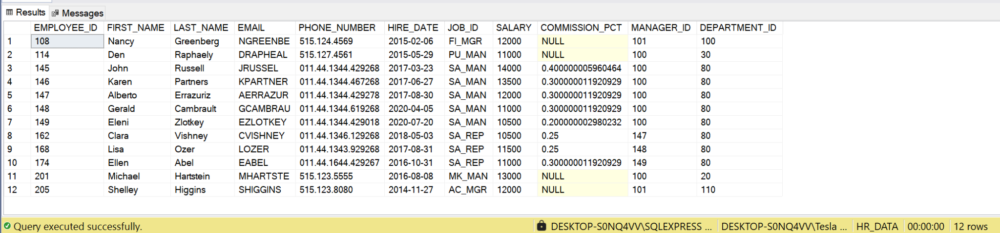 Results Messages
EMPLOYEE_ID FIRST_NAME LAST_NAME EMAIL PHONE_NUMBER HIRE_DATE JOB_ID SALARY COMMISSION_PCT MANAGER_ID DEPARTMENT_ID
1 108 Nancy Greenberg NGREENBE 515.124.4569 2015-02-06 FI_MGR 12000 NULL 101 100
2 114 Den Raphaely DRAPHEAL 515.127.4561 2015-05-29 PU_MAN 11000 NULL 100 30
3 145 John Russell JRUSSEL 011.44.1344.429268 2017-03-23 SA_MAN 14000 0.400000005960464 100 80
4 146 Karen Partners KPARTNER 011.44.1344.467268 2017-06-27 SA_MAN 13500 0.300000011920929 100 80
5 147 Alberto Errazuriz AERRAZUR 011.44.1344.429278 2017-08-30 SA_MAN 12000 0.300000011920929 100 80
6 148 Gerald Cambrault GCAMBRAU 011.44.1344.619268 2020-04-05 SA_MAN 11000 0.300000011920929 100 80
7 149 Eleni Zlotkey EZLOTKEY 011.44.1344.429018 2020-07-20 SA_MAN 10500 0.200000002980232 100 80
8 162 Clara Vishney CVISHNEY 011.44.1346.129268 2018-05-03 SA_REP 10500 0.25 147 80
9 168 Lisa Ozer LOZER 011.44.1343.929268 2017-08-31 SA_REP 11500 0.25 148 80
10 174 Ellen Abel EABEL 011.44.1644.429267 2016-10-31 SA_REP 11000 0.300000011920929 149 80
11 201 Michael Hartstein MHARTSTE 515.123.5555 2016-08-08 MK_MAN 13000 NULL 100 20
12 205 Shelley Higgins SHIGGINS 515.123.8080 2014-11-27 AC_MGR 12000 NULL 101 110
Query executed successfully. DESKTOP-S0NQ4VV\SQLEXPRESS ... DESKTOP-S0NQ4VV\Tesla ... HR_DATA 00:00:00 12 rows